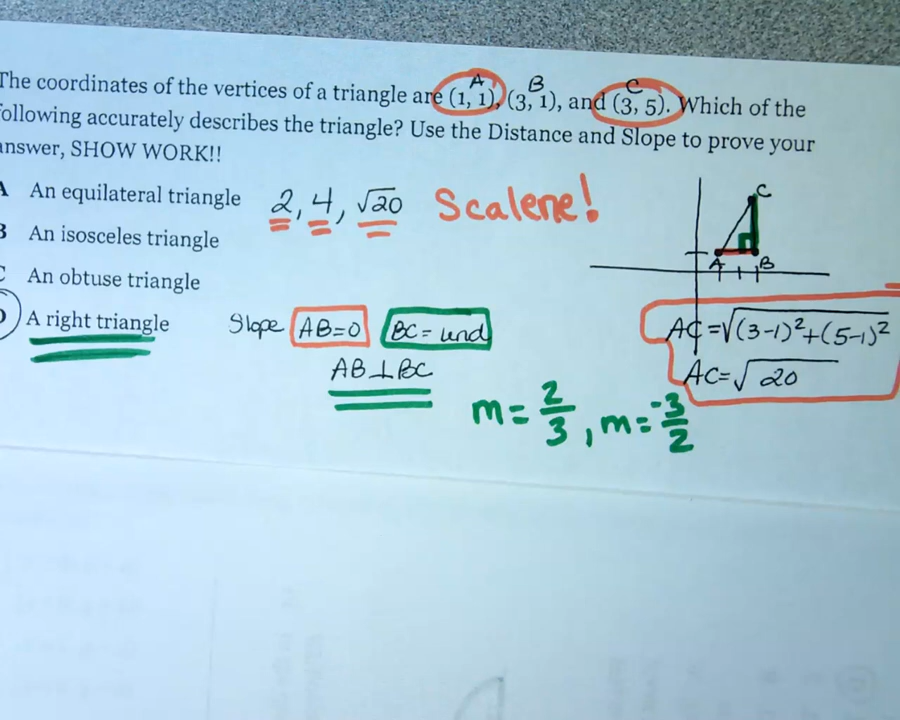 The coordinates of the vertices of a triangle are (1, 1), (3, 1), and (3, 5). Which of the
A B C
following accurately describes the triangle? Use the Distance and Slope to prove your
answer, SHOW WORK!!
A An equilateral triangle
2, 4, √20 Scalene!
B An isosceles triangle
C An obtuse triangle
D A right triangle
Slope AB=0 BC= und
AB⊥BC
m = 2/3, m = -3/2
C
A B
AC=√(3-1)²+(5-1)²
AC=√20